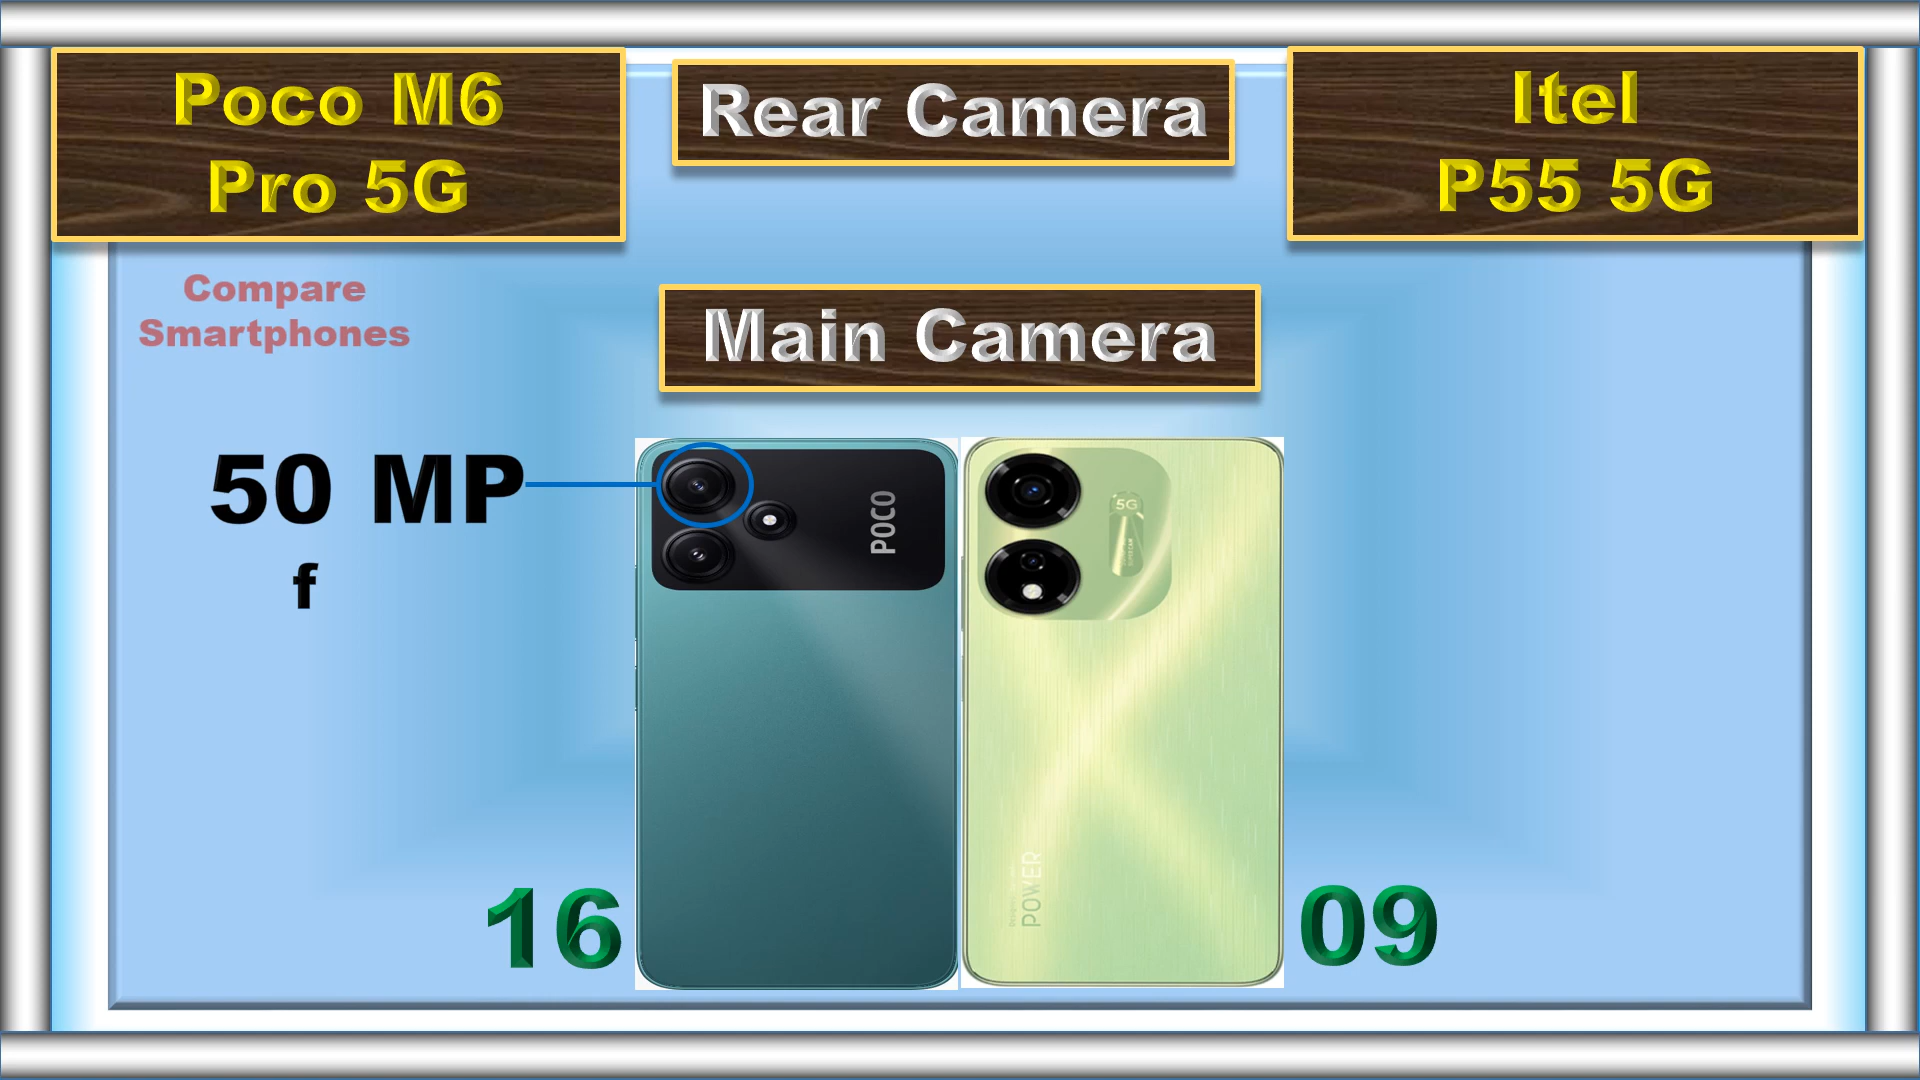 Poco M6
Pro 5G
Rear Camera
Itel
P55 5G
Compare
Smartphones
Main Camera
50 MP
f
POCO
5G
POWER
16
09